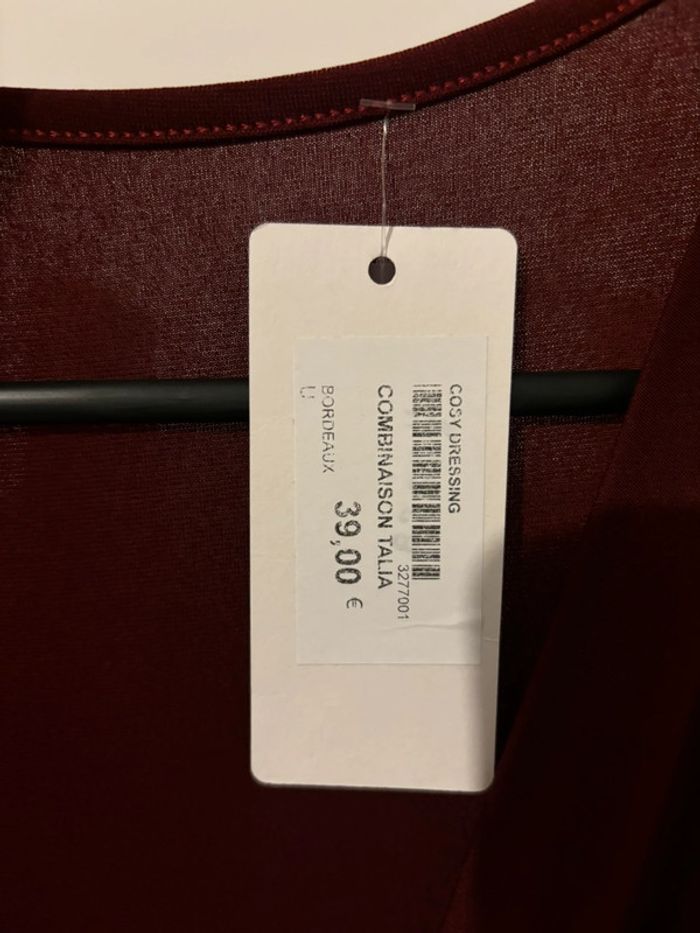 COSY DRESSING
3277001
COMBINAISON TALIA
39,00 €
BORDEAUX
U